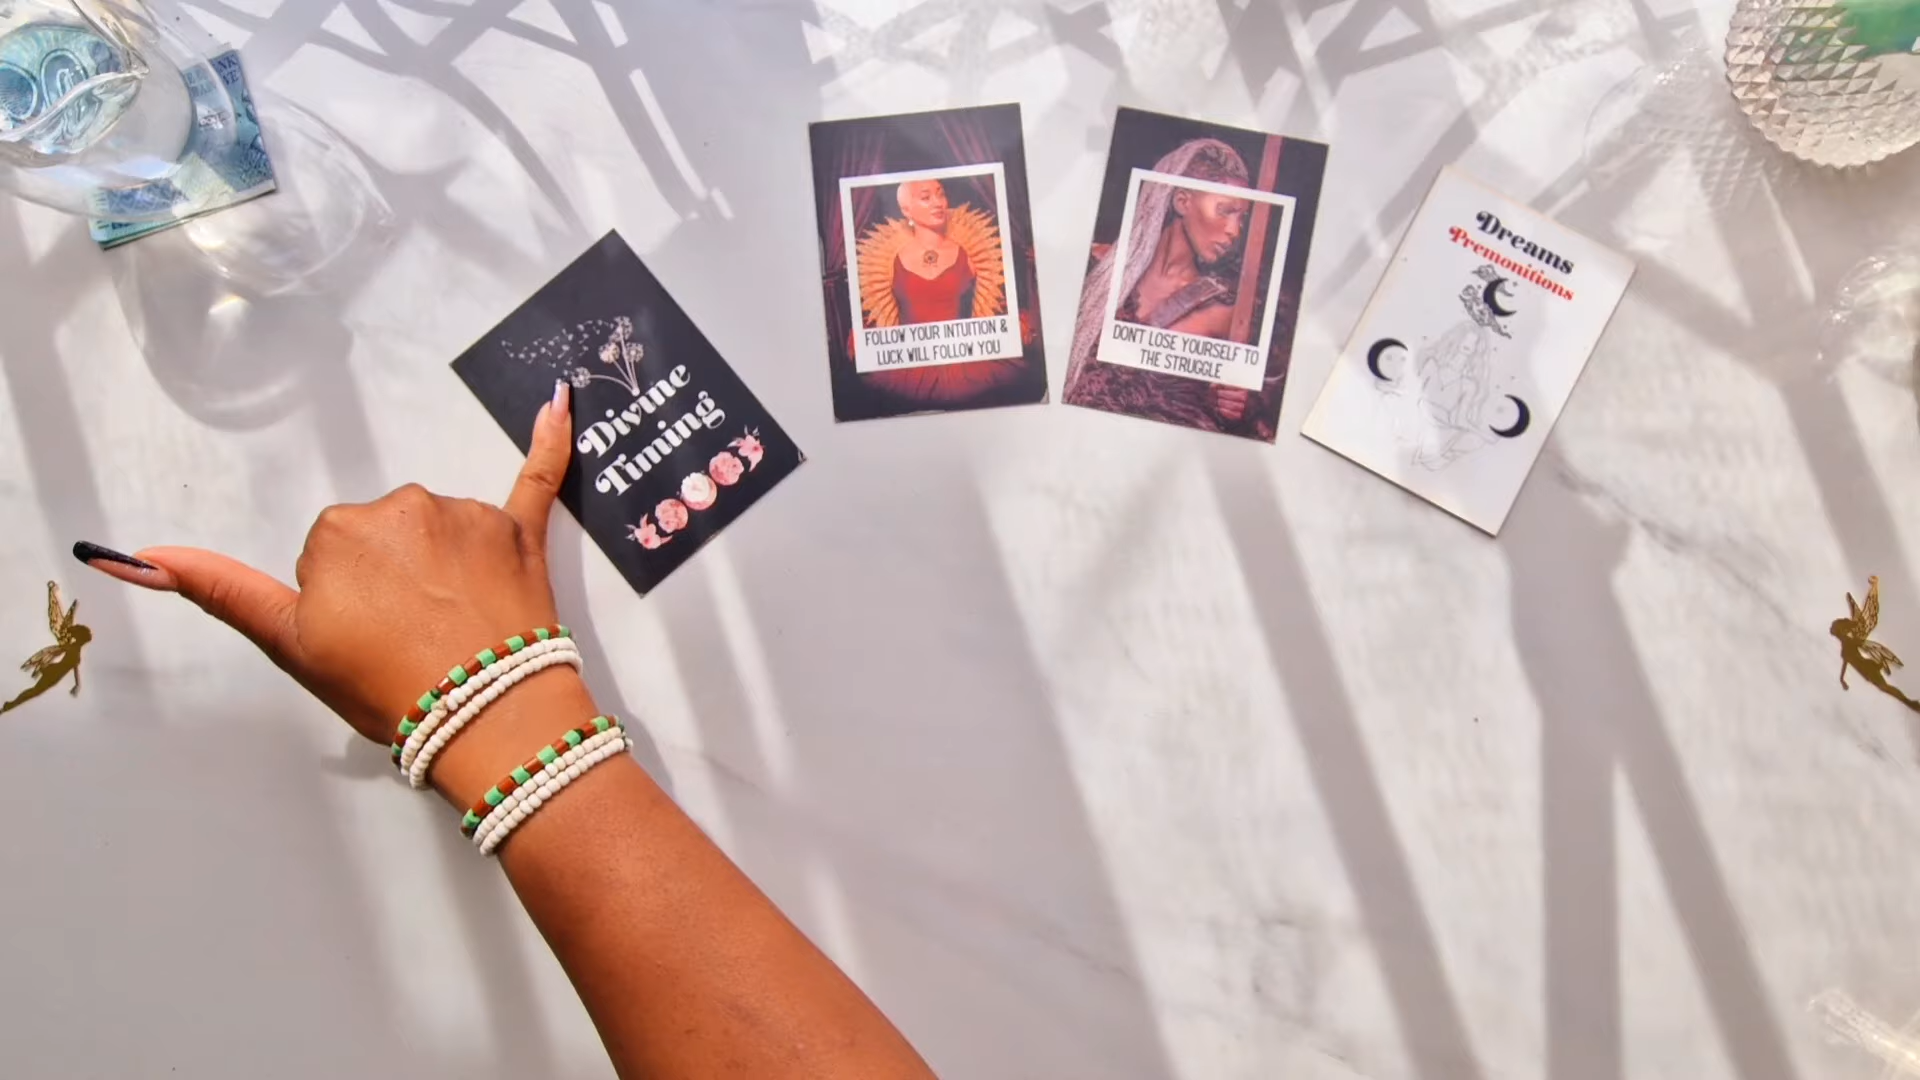 Divine
Timing
FOLLOW YOUR INTUITION &
LUCK WILL FOLLOW YOU
DON'T LOSE YOURSELF TO
THE STRUGGLE
Dreams
Premonitions